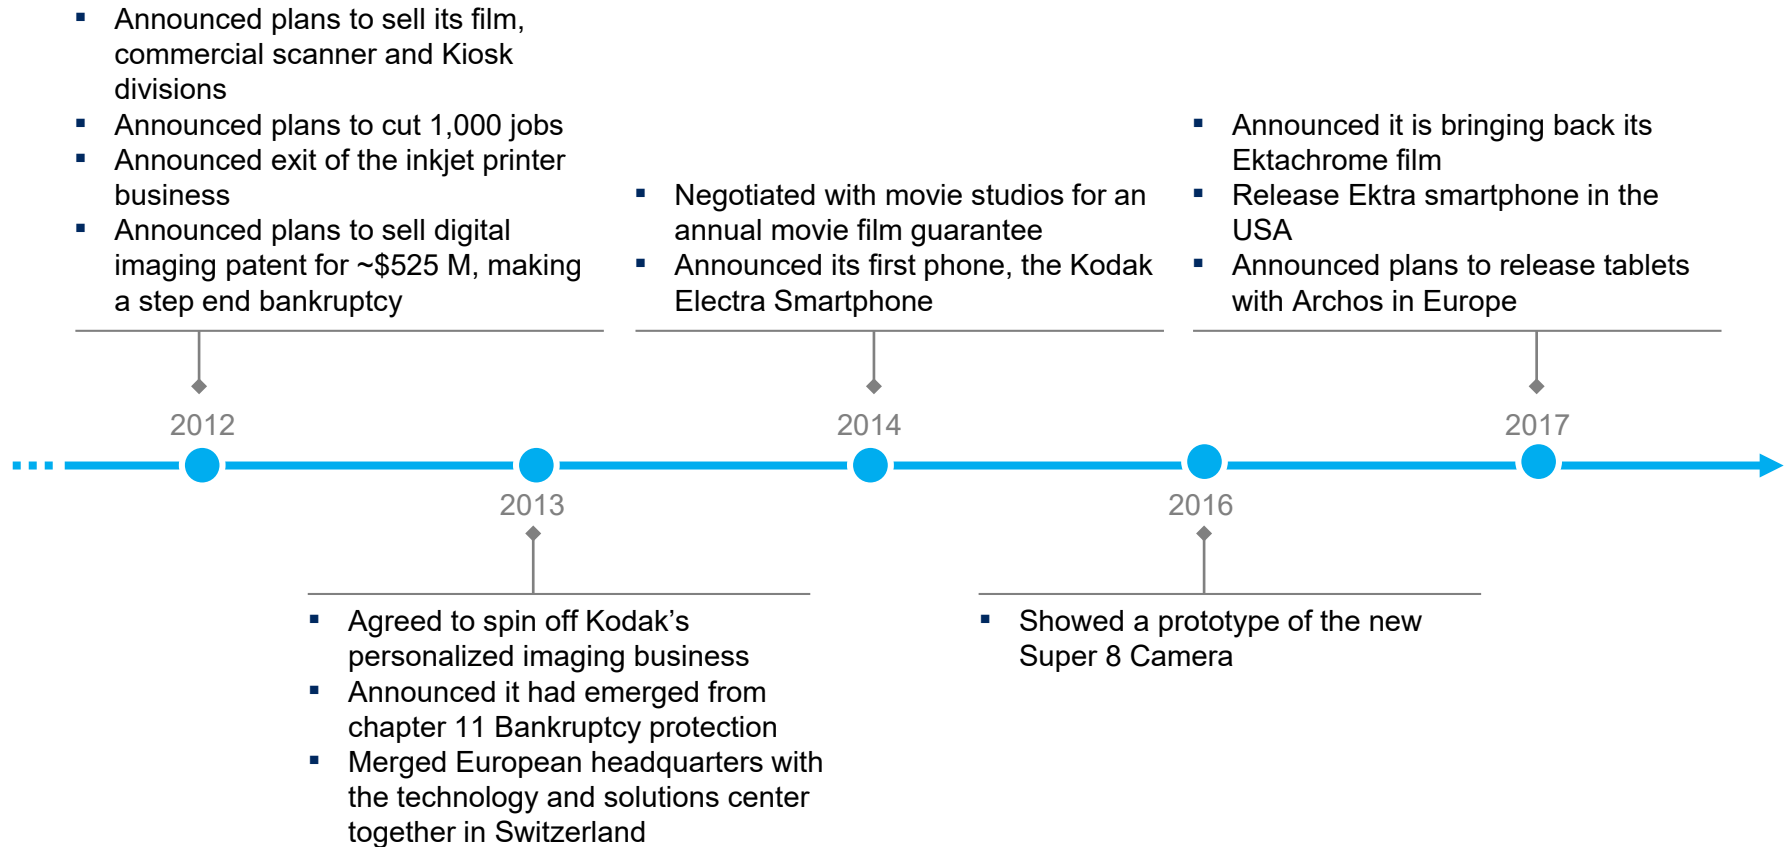 ▪ Announced plans to sell its film,
commercial scanner and Kiosk
divisions
▪ Announced plans to cut 1,000 jobs
▪ Announced exit of the inkjet printer
business
▪ Announced plans to sell digital
imaging patent for ~$525 M, making
a step end bankruptcy
2012
2013
▪ Agreed to spin off Kodak’s
personalized imaging business
▪ Announced it had emerged from
chapter 11 Bankruptcy protection
▪ Merged European headquarters with
the technology and solutions center
together in Switzerland
▪ Negotiated with movie studios for an
annual movie film guarantee
▪ Announced its first phone, the Kodak
Electra Smartphone
2014
2016
▪ Showed a prototype of the new
Super 8 Camera
▪ Announced it is bringing back its
Ektachrome film
▪ Release Ektra smartphone in the
USA
▪ Announced plans to release tablets
with Archos in Europe
2017